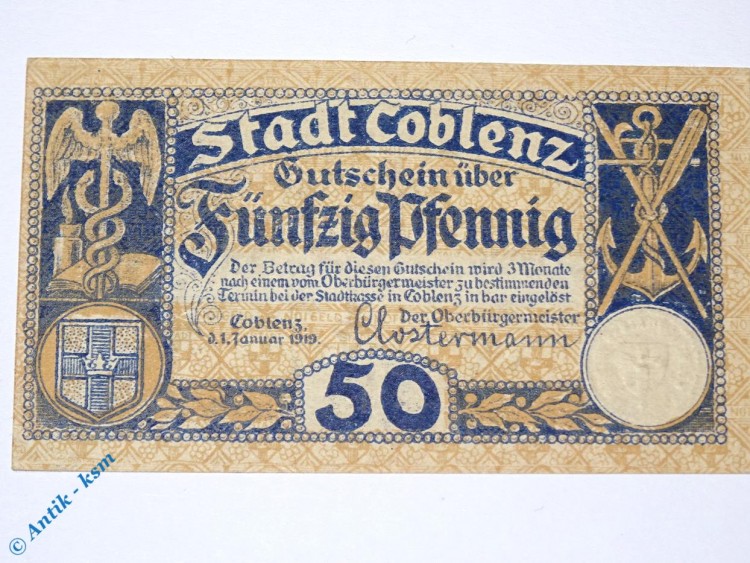 Stadt Coblenz
Gutschein über
Fünfzig Pfennig
Der Betrag für diesen Gutschein wird 3 Monate
nach einem vom Oberbürgermeister zu bestimmenden
Termin bei der Stadtkasse in Coblenz in bar eingelöst
Coblenz,
d. 1. Januar 1919.
Der Oberbürgermeister
Clostermann
50
© Antik - ksm